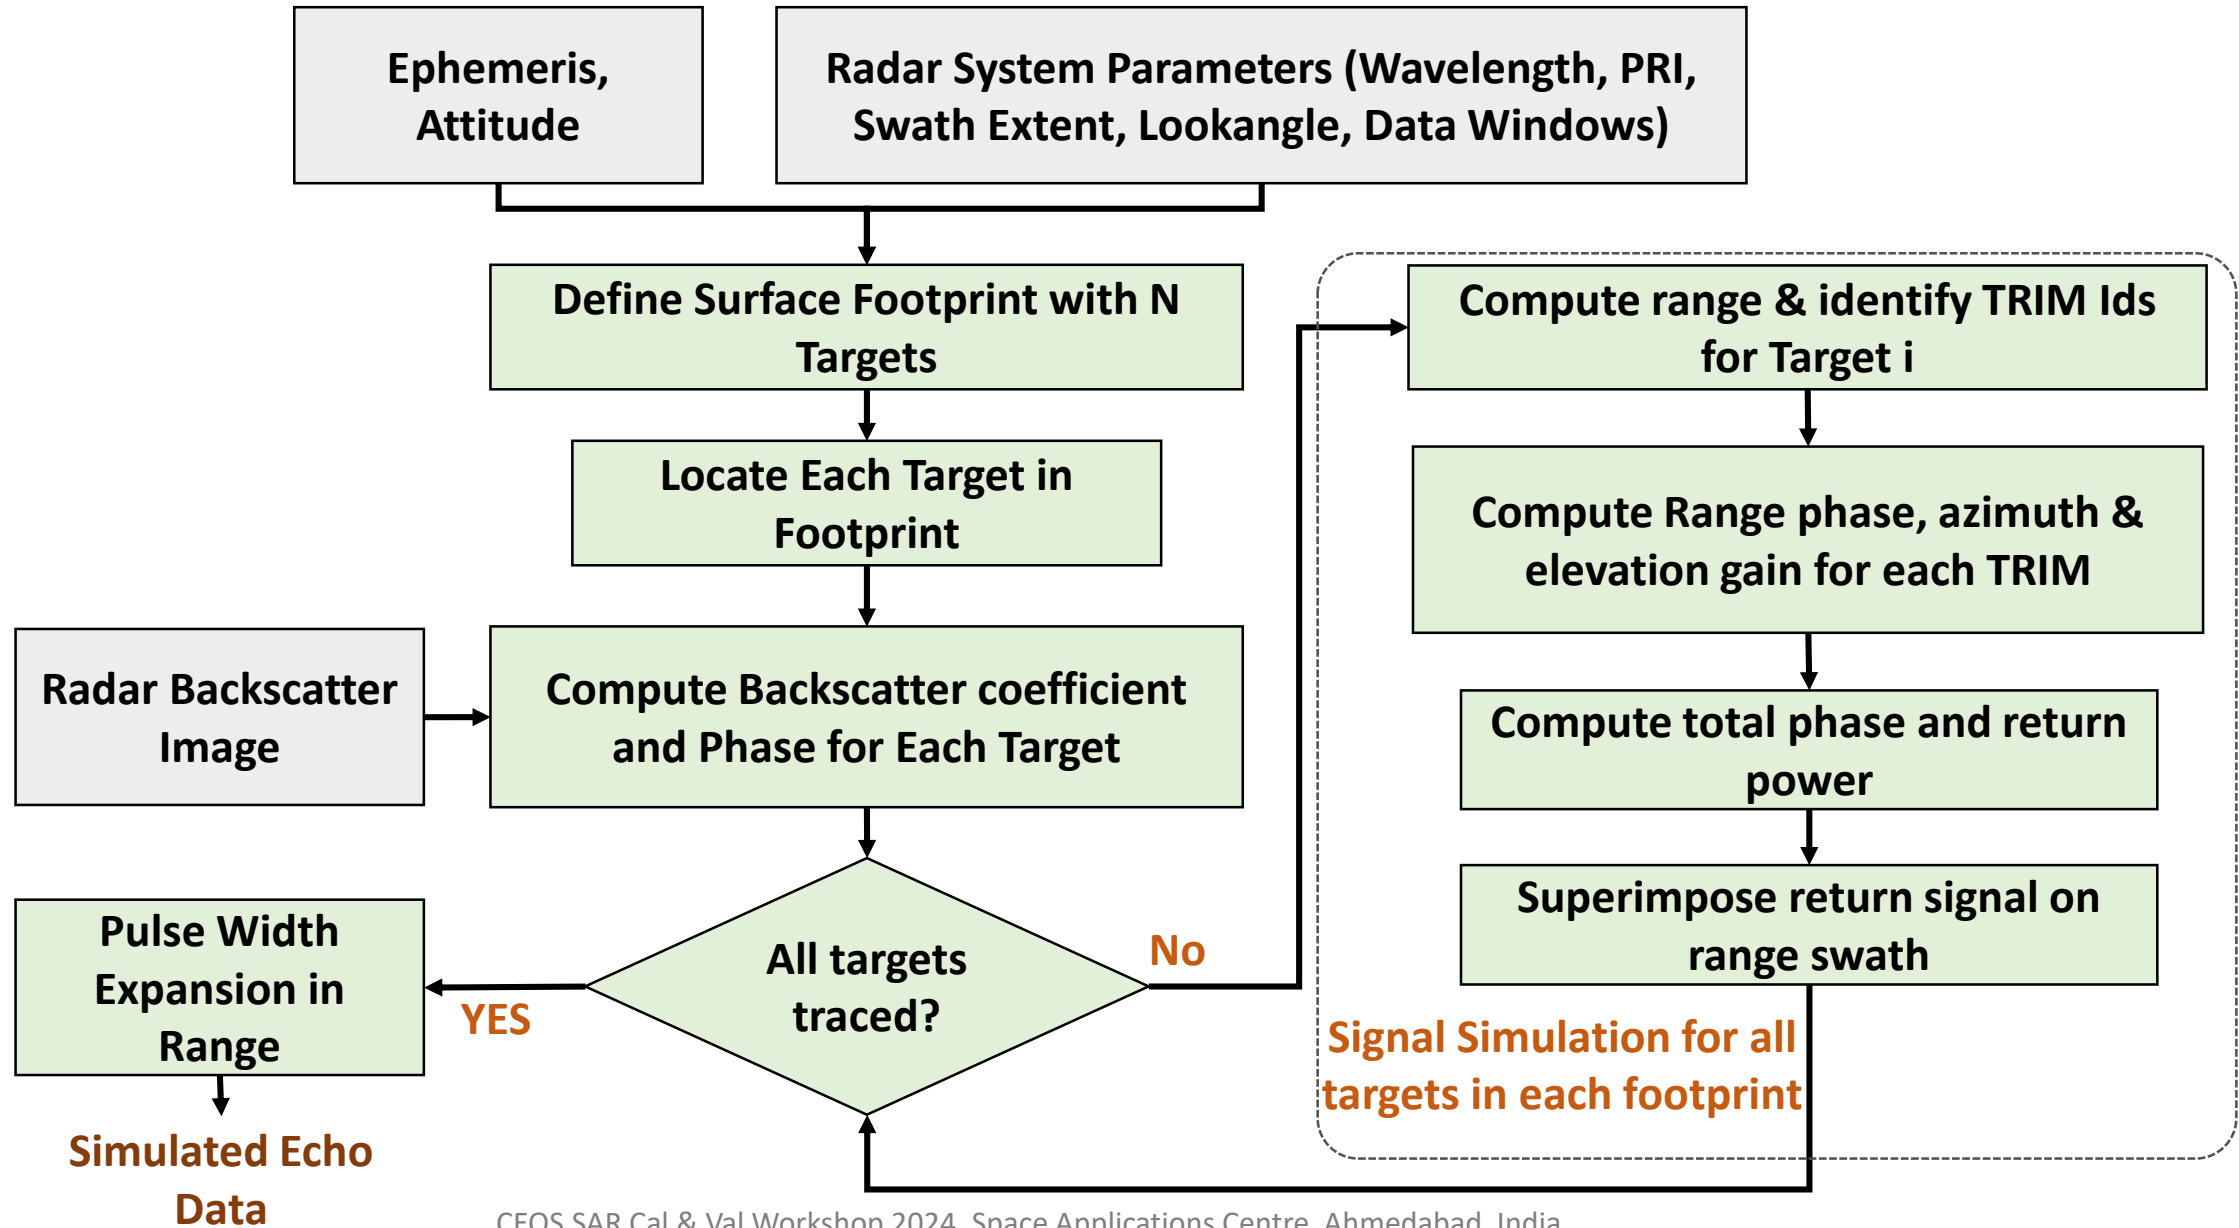 Ephemeris,
Attitude
Radar System Parameters (Wavelength, PRI,
Swath Extent, Lookangle, Data Windows)
Define Surface Footprint with N
Targets
Locate Each Target in
Footprint
Radar Backscatter
Image
Compute Backscatter coefficient
and Phase for Each Target
All targets
traced?
YES
No
Pulse Width
Expansion in
Range
Simulated Echo
Data
Compute range & identify TRIM Ids
for Target i
Compute Range phase, azimuth &
elevation gain for each TRIM
Compute total phase and return
power
Superimpose return signal on
range swath
Signal Simulation for all
targets in each footprint
CEOS SAR Cal & Val Workshop 2024, Space Applications Centre, Ahmedabad, India